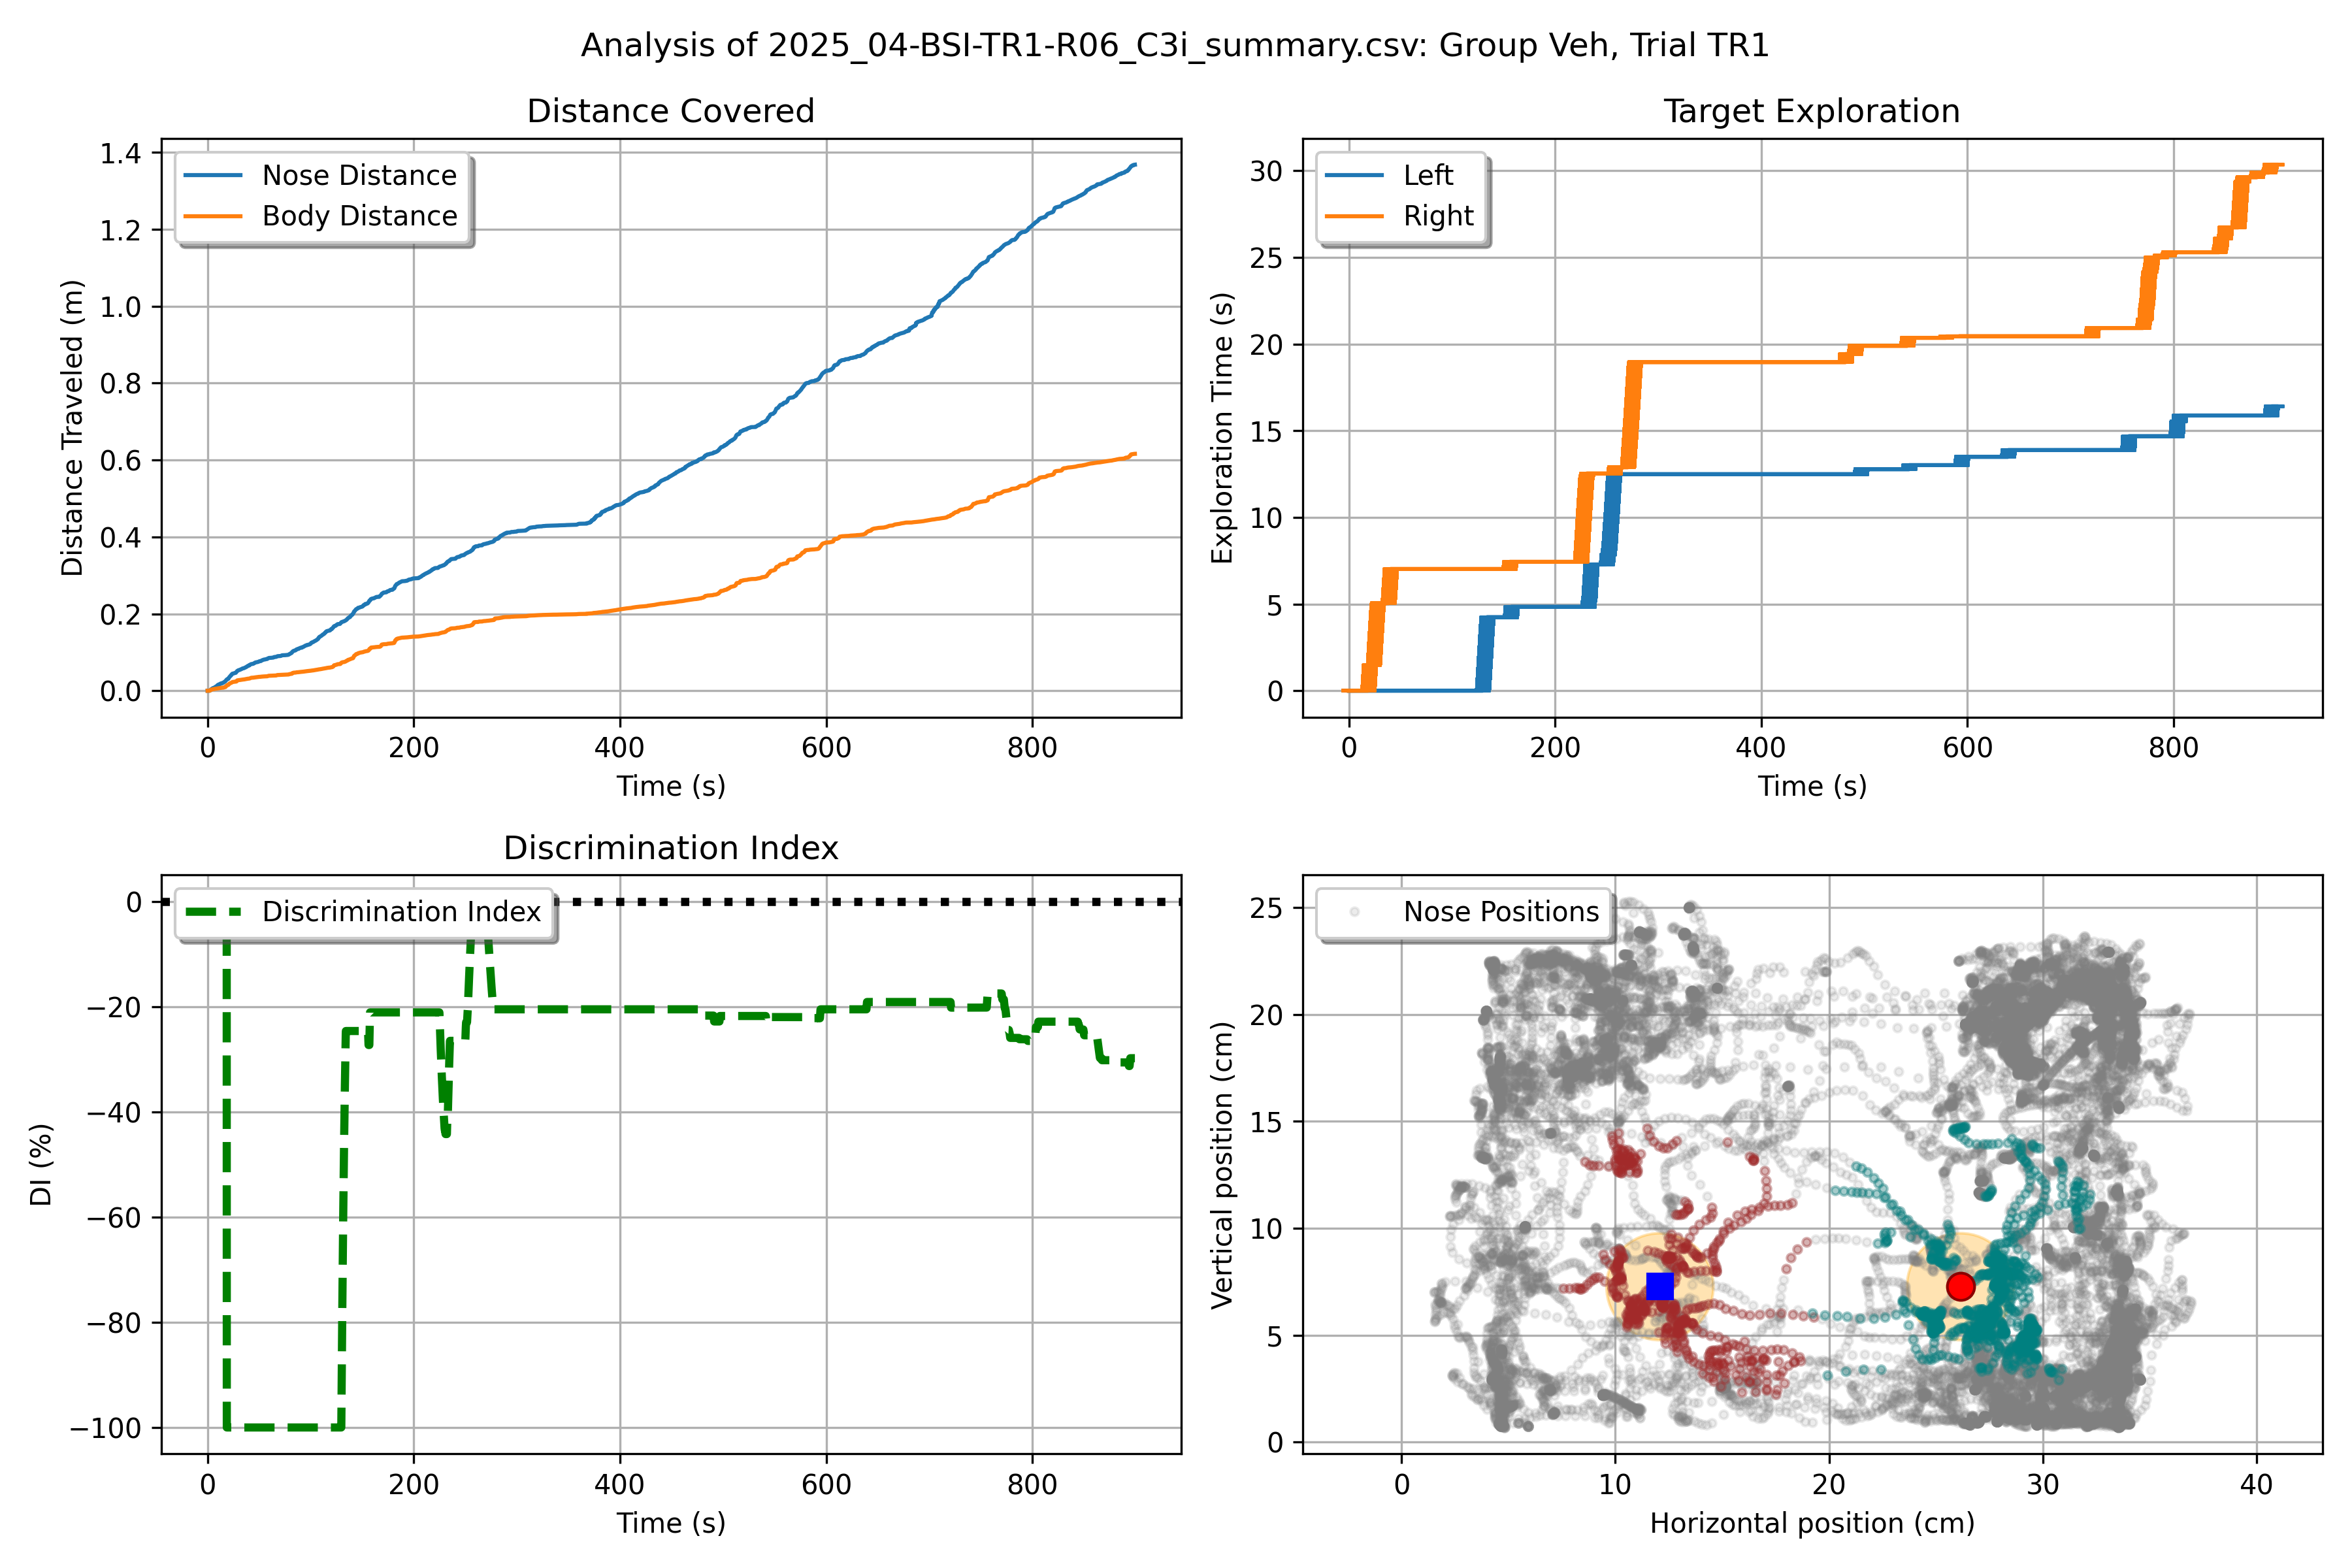 Analysis of 2025_04-BSI-TR1-R06_C3i_summary.csv: Group Veh, Trial TR1
Distance Covered
Nose Distance
Body Distance
Distance Traveled (m)
1.4
1.2
1.0
0.8
0.6
0.4
0.2
0.0
0 200 400 600 800
Time (s)
Target Exploration
Left
Right
Exploration Time (s)
30
25
20
15
10
5
0
0 200 400 600 800
Time (s)
Discrimination Index
Discrimination Index
DI (%)
0
−20
−40
−60
−80
−100
0 200 400 600 800
Time (s)
Nose Positions
Vertical position (cm)
25
20
15
10
5
0
0 10 20 30 40
Horizontal position (cm)